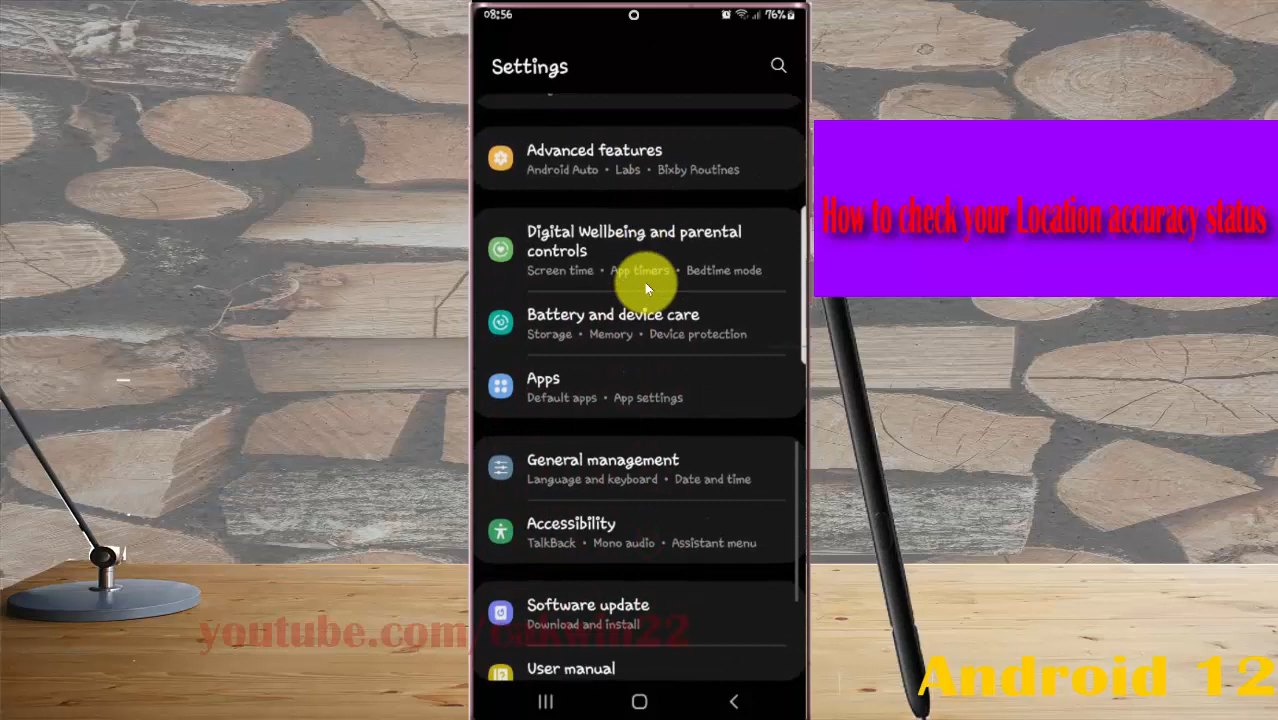 08:56
76%
Settings
Advanced features
Android Auto • Labs • Bixby Routines
Digital Wellbeing and parental
controls
Screen time • App timers • Bedtime mode
Battery and device care
Storage • Memory • Device protection
Apps
Default apps • App settings
General management
Language and keyboard • Date and time
Accessibility
TalkBack • Mono audio • Assistant menu
Software update
Download and install
User manual
How to check your Location accuracy status
youtube.com/cakwin22
Android 12